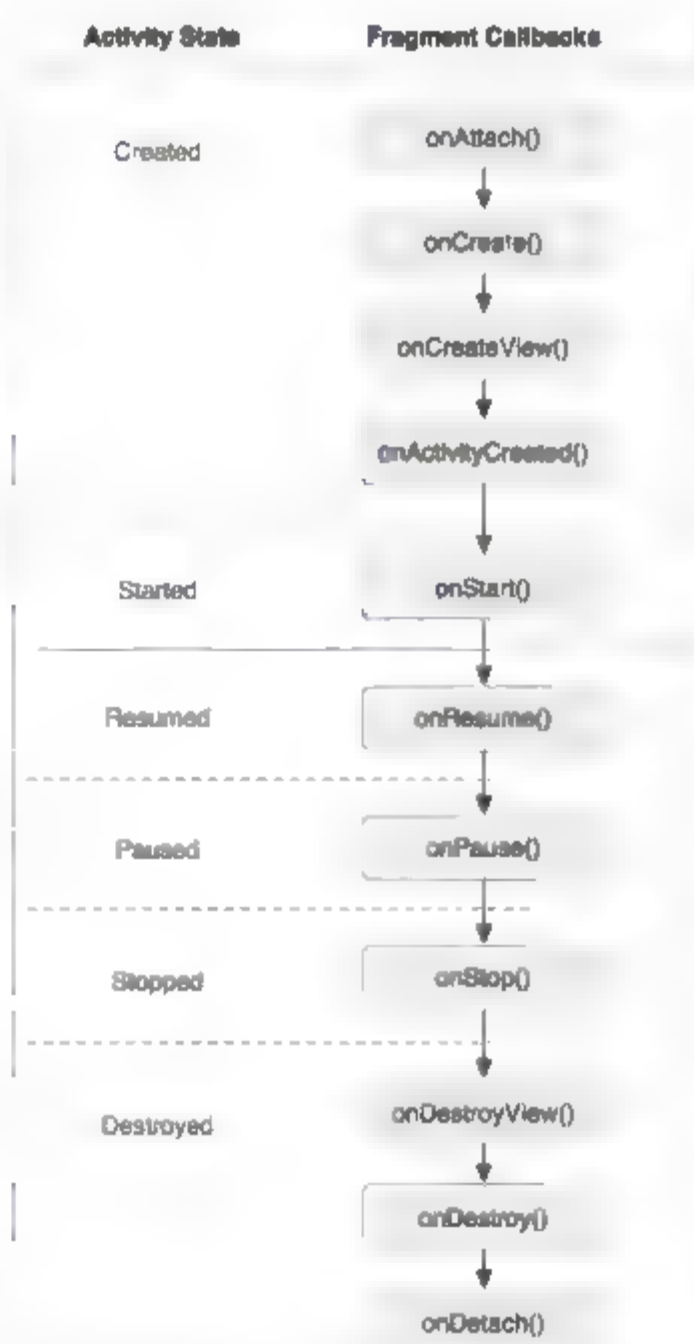 Activity State Fragment Callbacks
Created onAttach()
onCreate()
onCreateView()
onActivityCreated()
Started onStart()
Resumed onResume()
Paused onPause()
Stopped onStop()
Destroyed onDestroyView()
onDestroy()
onDetach()